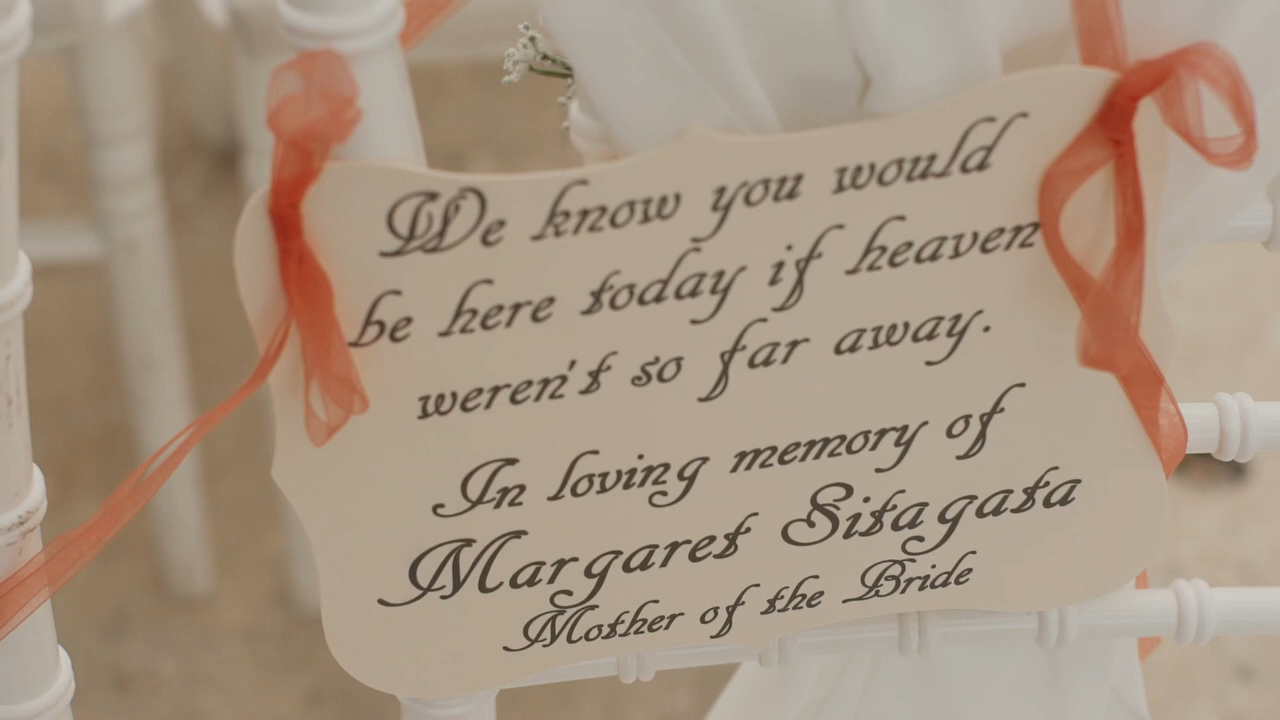 We know you would
be here today if heaven
weren't so far away.
In loving memory of
Margaret Sitagata
Mother of the Bride